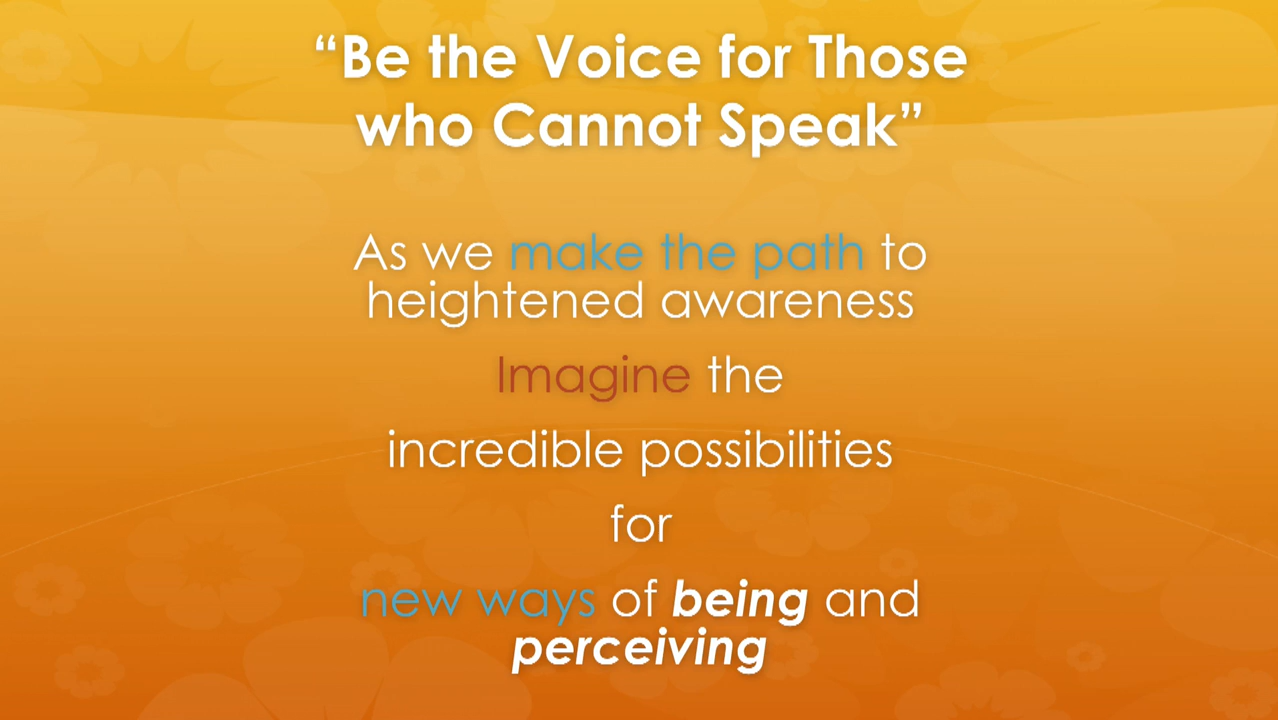 “Be the Voice for Those
who Cannot Speak”
As we make the path to
heightened awareness
Imagine the
incredible possibilities
for
new ways of being and
perceiving